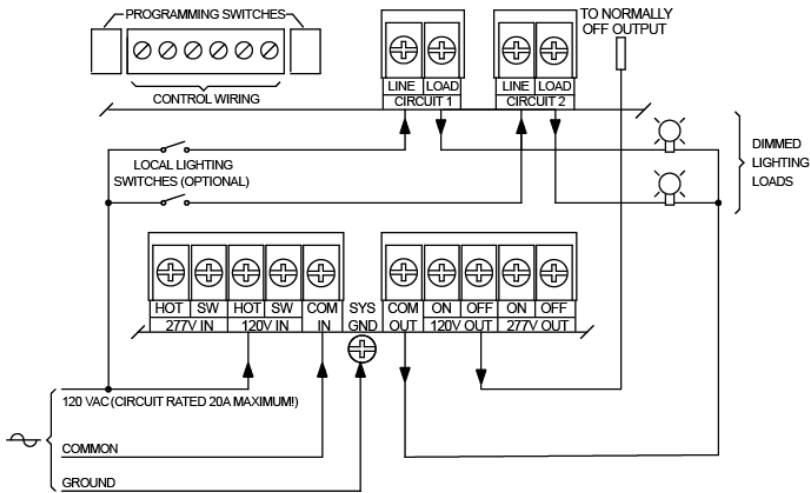 PROGRAMMING SWITCHES
TO NORMALLY
OFF OUTPUT
LINE LOAD
CIRCUIT 1
LINE LOAD
CIRCUIT 2
CONTROL WIRING
LOCAL LIGHTING
SWITCHES (OPTIONAL)
DIMMED
LIGHTING
LOADS
HOT SW HOT SW COM
277V IN 120V IN IN
SYS
GND
COM ON OFF ON OFF
OUT 120V OUT 277V OUT
120 VAC (CIRCUIT RATED 20A MAXIMUM!)
COMMON
GROUND